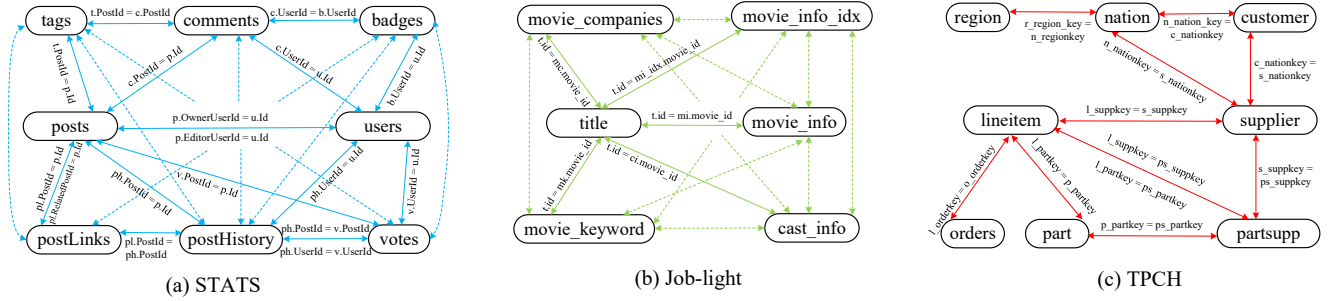 tags
t.PostId = c.PostId
comments
c.UserId = b.UserId
badges
t.PostId = p.Id
c.PostId = p.Id
c.UserId = u.Id
b.UserId = u.Id
posts
p.OwnerUserId = u.Id
p.EditorUserId = u.Id
users
pl.PostId = p.Id
pl.RelatedPostId = p.Id
ph.PostId = p.Id
v.PostId = p.Id
ph.UserId = u.Id
v.UserId = u.Id
postLinks
pl.PostId =
ph.PostId
postHistory
ph.PostId = v.PostId
ph.UserId = v.UserId
votes
(a) STATS
movie_companies
movie_info_idx
t.id = mc.movie_id
t.id = mi_idx.movie_id
title
t.id = mi.movie_id
movie_info
t.id = mk.movie_id
t.id = ci.movie_id
movie_keyword
cast_info
(b) Job-light
region
r_region_key =
n_regionkey
nation
n_nation_key =
c_nationkey
customer
n_nationkey = s_nationkey
c_nationkey =
s_nationkey
lineitem
l_suppkey = s_suppkey
supplier
l_orderkey = o_orderkey
l_partkey = p_partkey
l_suppkey = ps_suppkey
l_partkey = ps_partkey
s_suppkey =
ps_suppkey
orders
part
p_partkey = ps_partkey
partsupp
(c) TPCH